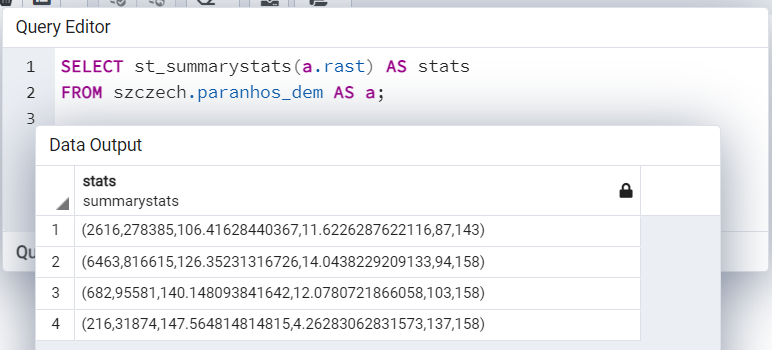 Query Editor
1 SELECT st_summarystats(a.rast) AS stats
2 FROM szczech.paranhos_dem AS a;
3
Data Output
stats
summarystats
1 (2616,278385,106.41628440367,11.6226287622116,87,143)
2 (6463,816615,126.35231316726,14.0438229209133,94,158)
3 (682,95581,140.148093841642,12.0780721866058,103,158)
4 (216,31874,147.564814814815,4.26283062831573,137,158)
Qu